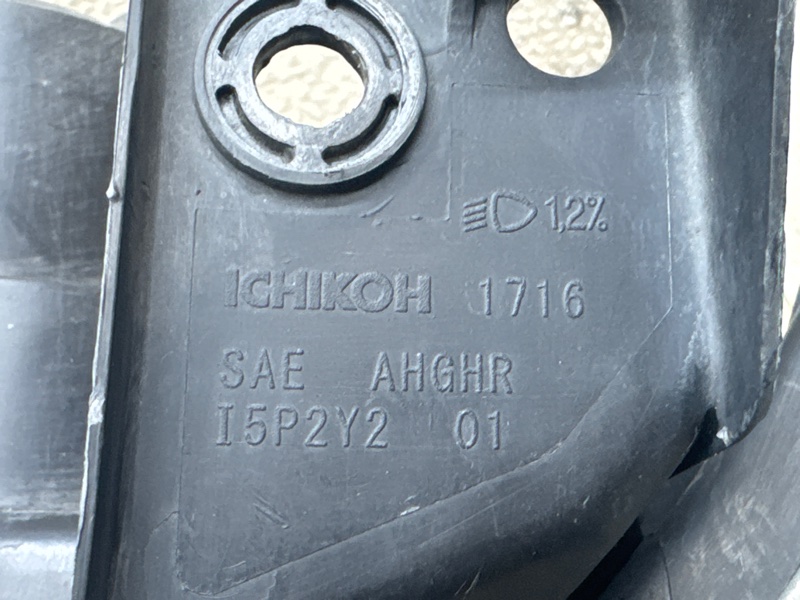 1,2%
ICHIKOH 1716
SAE AHGHR
I5P2Y2 01